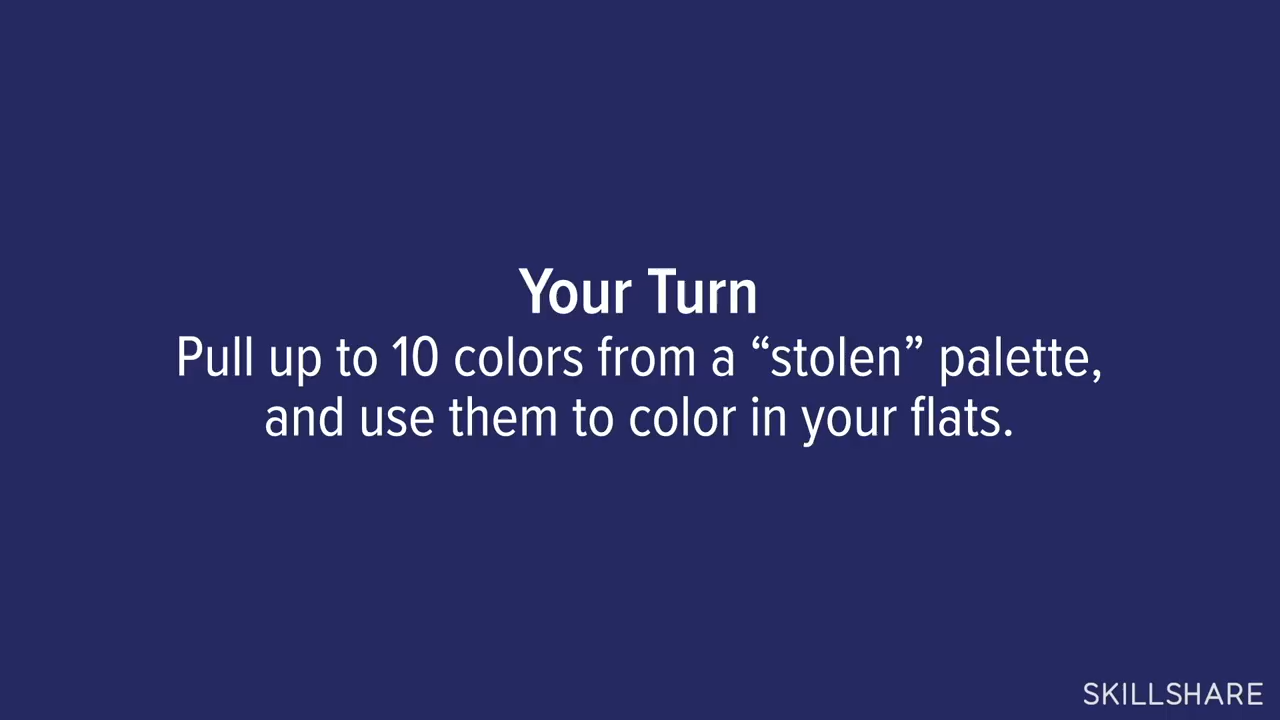 Your Turn
Pull up to 10 colors from a “stolen” palette,
and use them to color in your flats.
SKILLSHARE